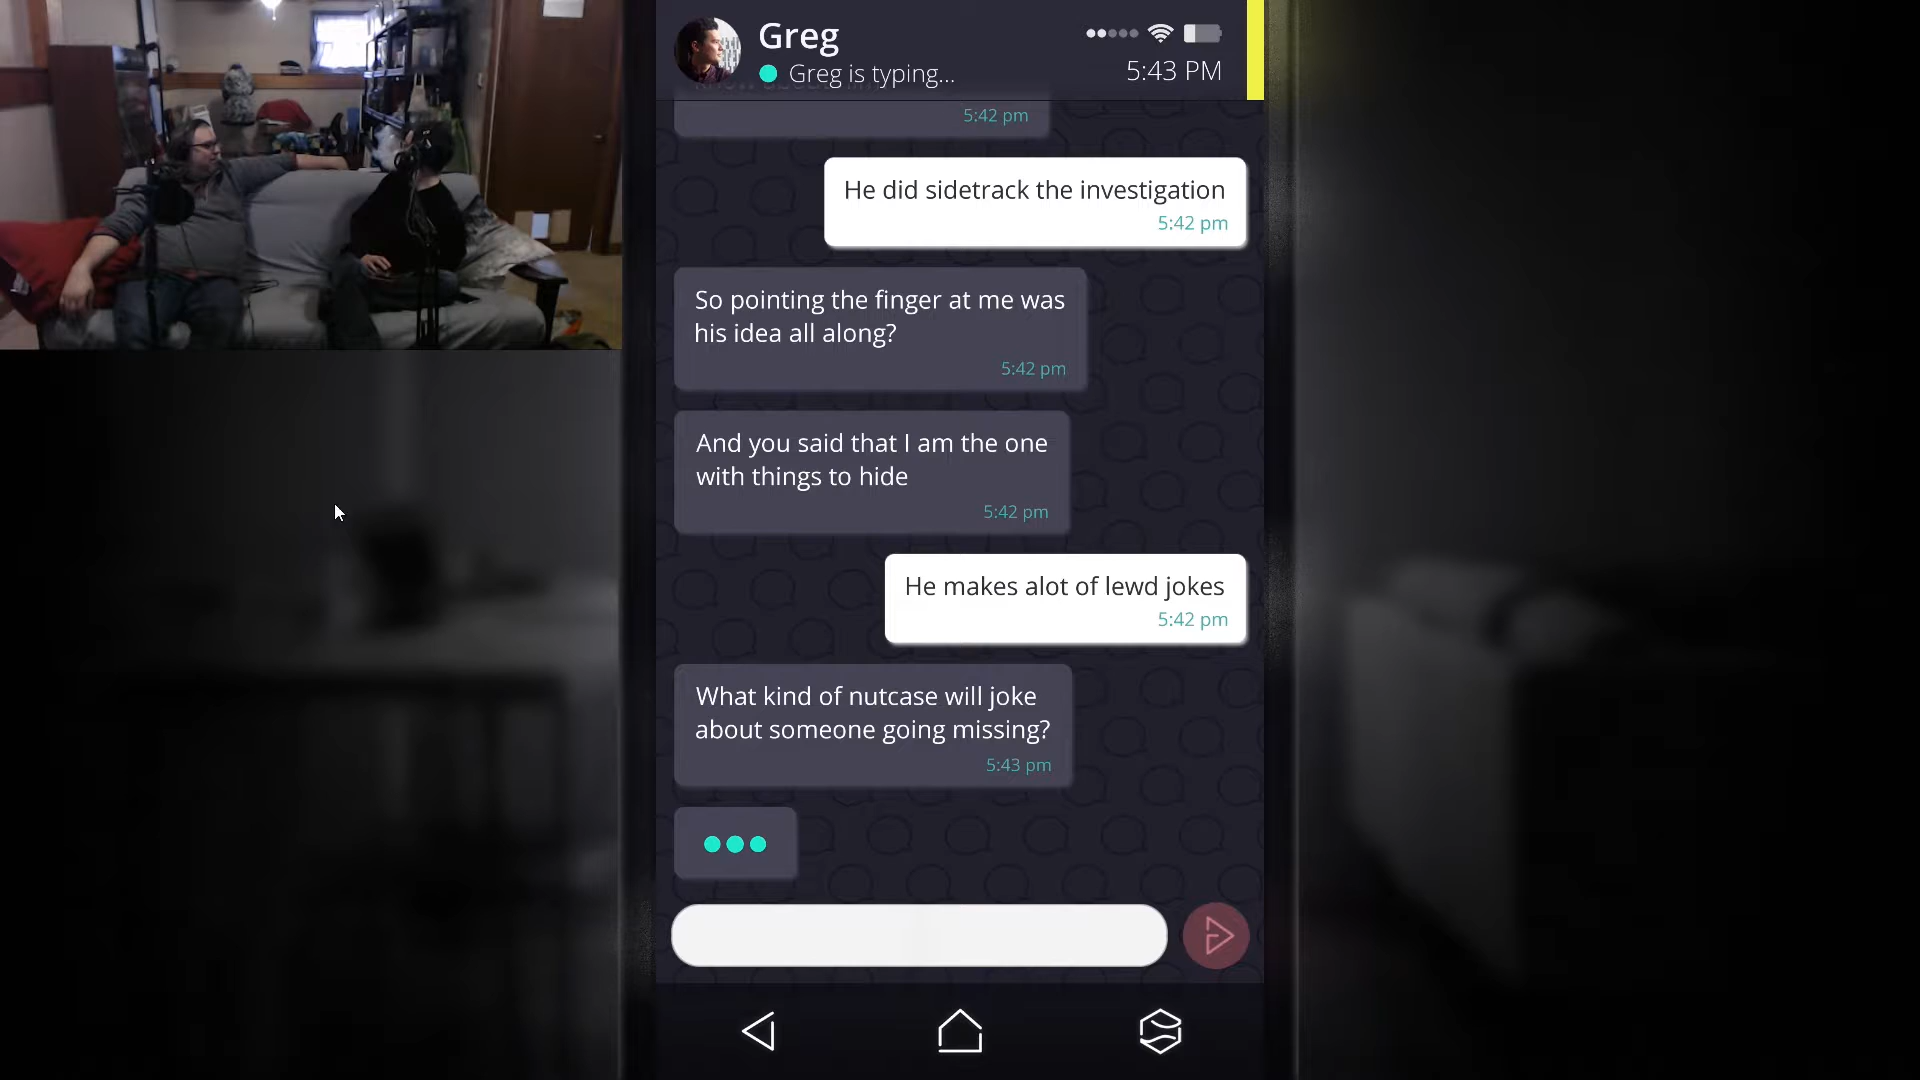 Greg
Greg is typing...
5:43 PM
5:42 pm
He did sidetrack the investigation
5:42 pm
So pointing the finger at me was
his idea all along?
5:42 pm
And you said that I am the one
with things to hide
5:42 pm
He makes alot of lewd jokes
5:42 pm
What kind of nutcase will joke
about someone going missing?
5:43 pm